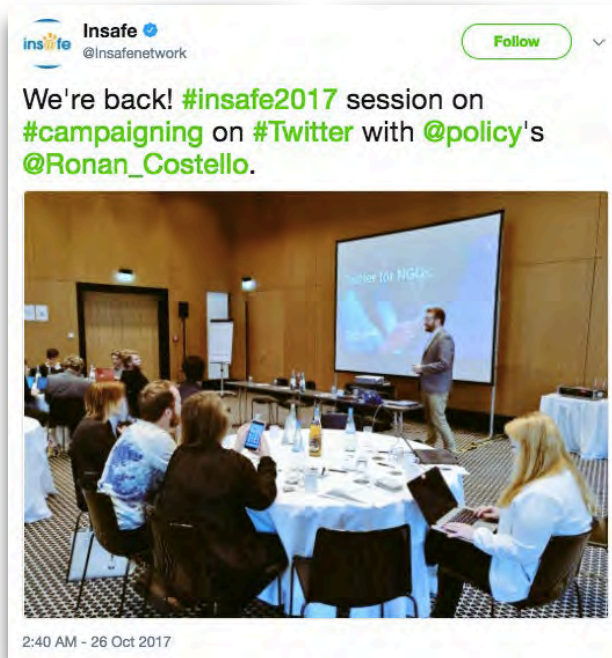 Insafe
@Insafenetwork
Follow
insafe
We're back! #insafe2017 session on
#campaigning on #Twitter with @policy's
@Ronan_Costello.
Twitter for NGOs.
2:40 AM - 26 Oct 2017